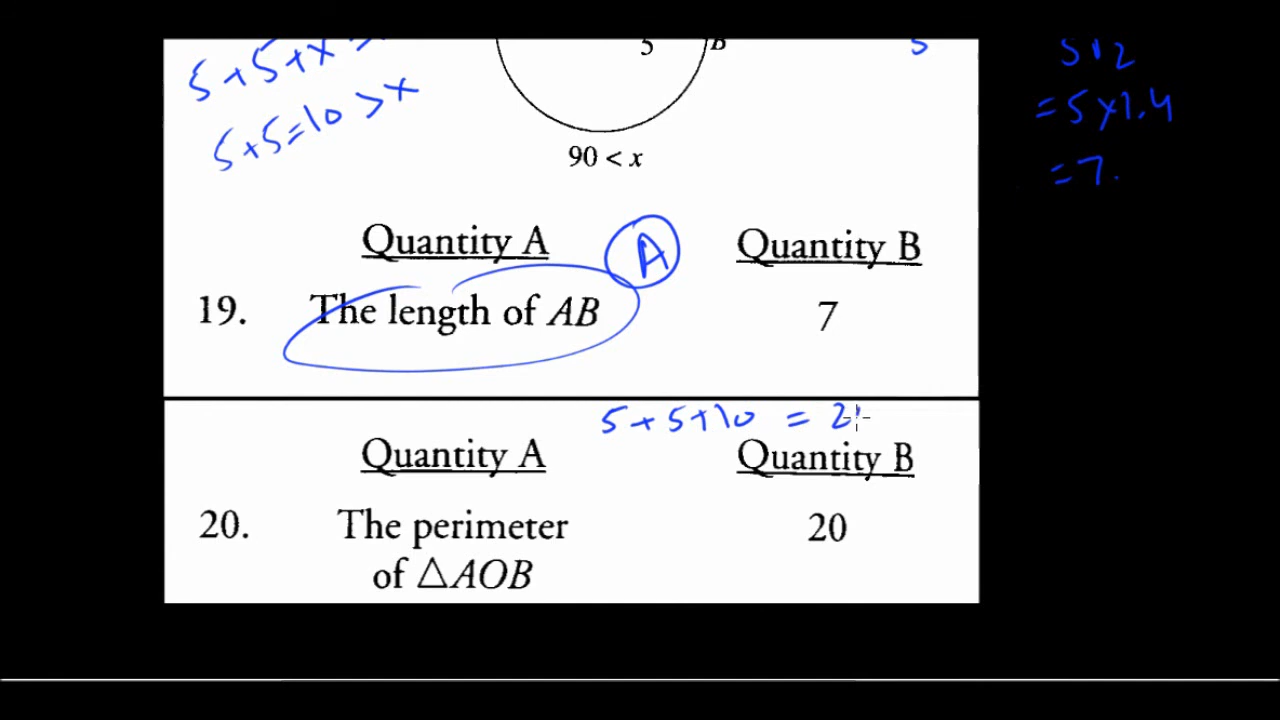 5+5+x
5
B
5
5√2
5+5=10>x
=5×1.4
90 < x
=7.
Quantity A
A
Quantity B
19. The length of AB
7
5+5+10 = 2
Quantity A
Quantity B
20. The perimeter
of △AOB
20